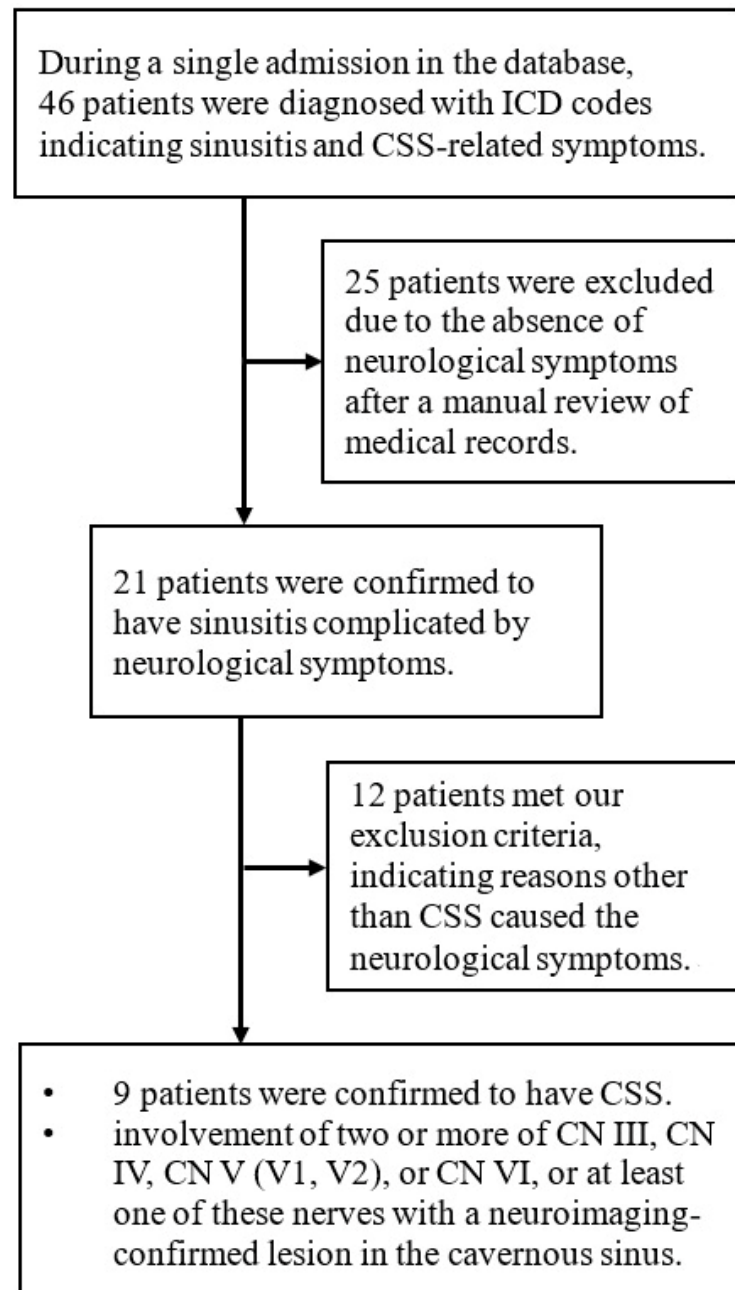 During a single admission in the database,
46 patients were diagnosed with ICD codes
indicating sinusitis and CSS-related symptoms.
25 patients were excluded
due to the absence of
neurological symptoms
after a manual review of
medical records.
21 patients were confirmed to
have sinusitis complicated by
neurological symptoms.
12 patients met our
exclusion criteria,
indicating reasons other
than CSS caused the
neurological symptoms.
• 9 patients were confirmed to have CSS.
• involvement of two or more of CN III, CN
IV, CN V (V1, V2), or CN VI, or at least
one of these nerves with a neuroimaging-
confirmed lesion in the cavernous sinus.